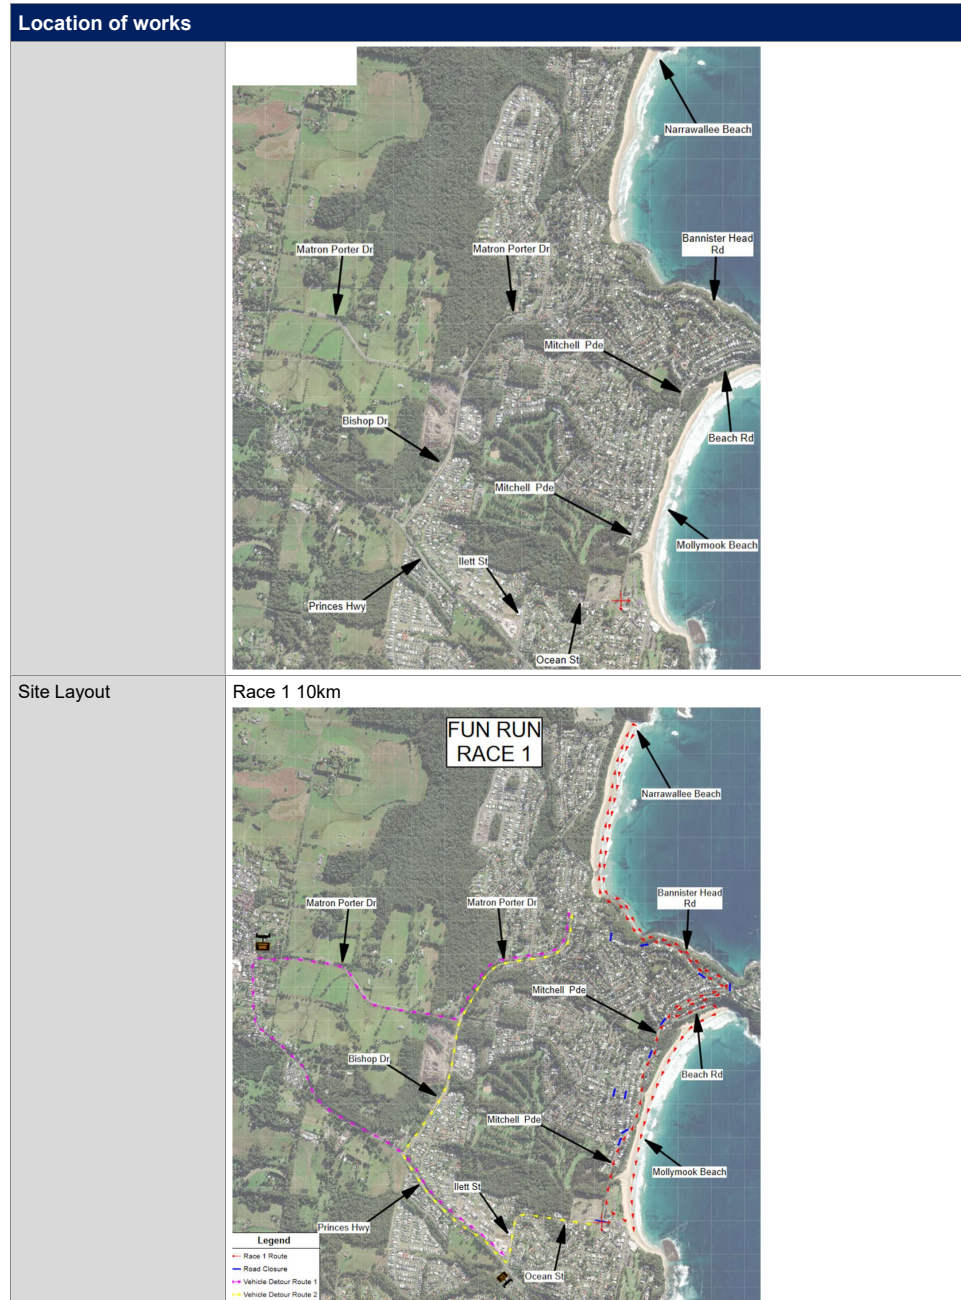 Location of works
Narrawallee Beach
Bannister Head
Rd
Matron Porter Dr
Matron Porter Dr
Mitchell Pde
Bishop Dr
Beach Rd
Mitchell Pde
Mollymook Beach
Ilett St
Princes Hwy
Ocean St
Site Layout
Race 1 10km
FUN RUN
RACE 1
Narrawallee Beach
Bannister Head
Rd
Matron Porter Dr
Matron Porter Dr
Mitchell Pde
Bishop Dr
Beach Rd
Mitchell Pde
Mollymook Beach
Ilett St
Princes Hwy
Ocean St
Legend
Race 1 Route
Road Closure
Vehicle Detour Route 1
Vehicle Detour Route 2